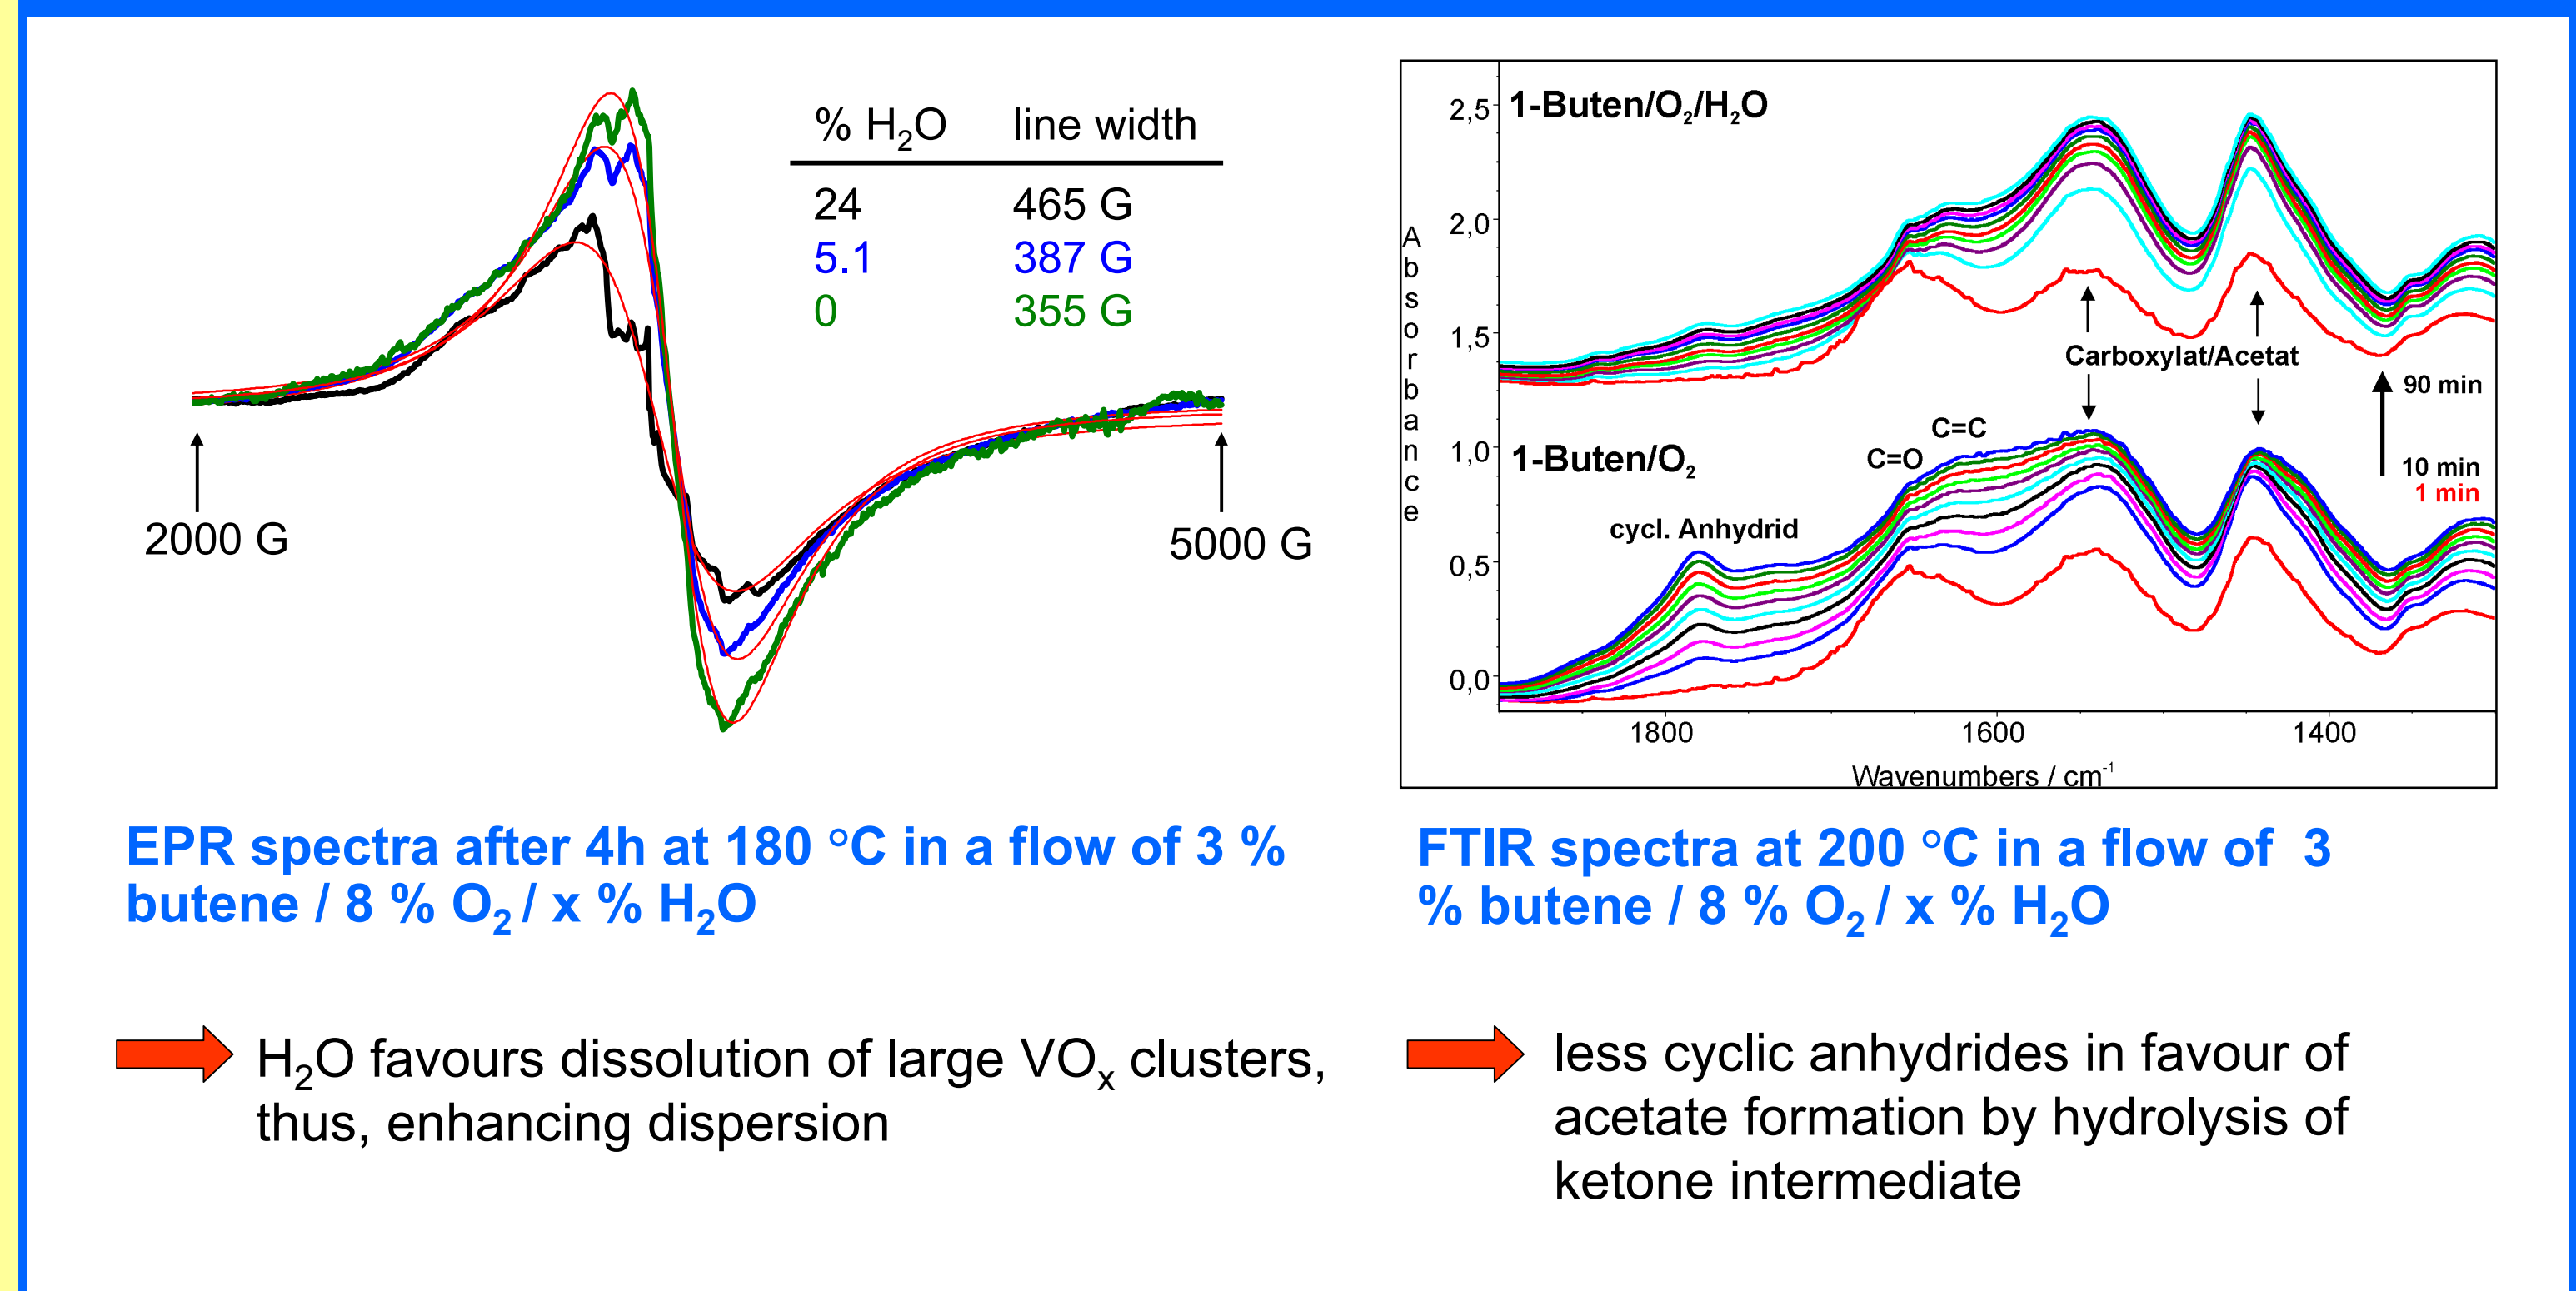 % H₂O line width
24 465 G
5.1 387 G
0 355 G
2000 G
5000 G
EPR spectra after 4h at 180 °C in a flow of 3 %
butene / 8 % O₂ / x % H₂O
H₂O favours dissolution of large VOₓ clusters,
thus, enhancing dispersion
Absorbance
2,5
2,0
1,5
1,0
0,5
0,0
1-Buten/O₂/H₂O
Carboxylat/Acetat
90 min
10 min
1 min
C=C
C=O
1-Buten/O₂
cycl. Anhydrid
1800 1600 1400
Wavenumbers / cm⁻¹
FTIR spectra at 200 °C in a flow of 3
% butene / 8 % O₂ / x % H₂O
less cyclic anhydrides in favour of
acetate formation by hydrolysis of
ketone intermediate